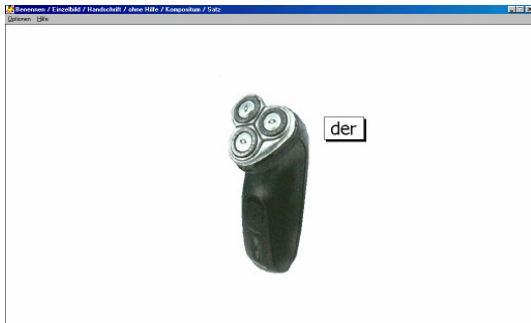 Benennen / Einzelbild / Handschrift / ohne Hilfe / Kompositum / Satz
Optionen Hilfe
der